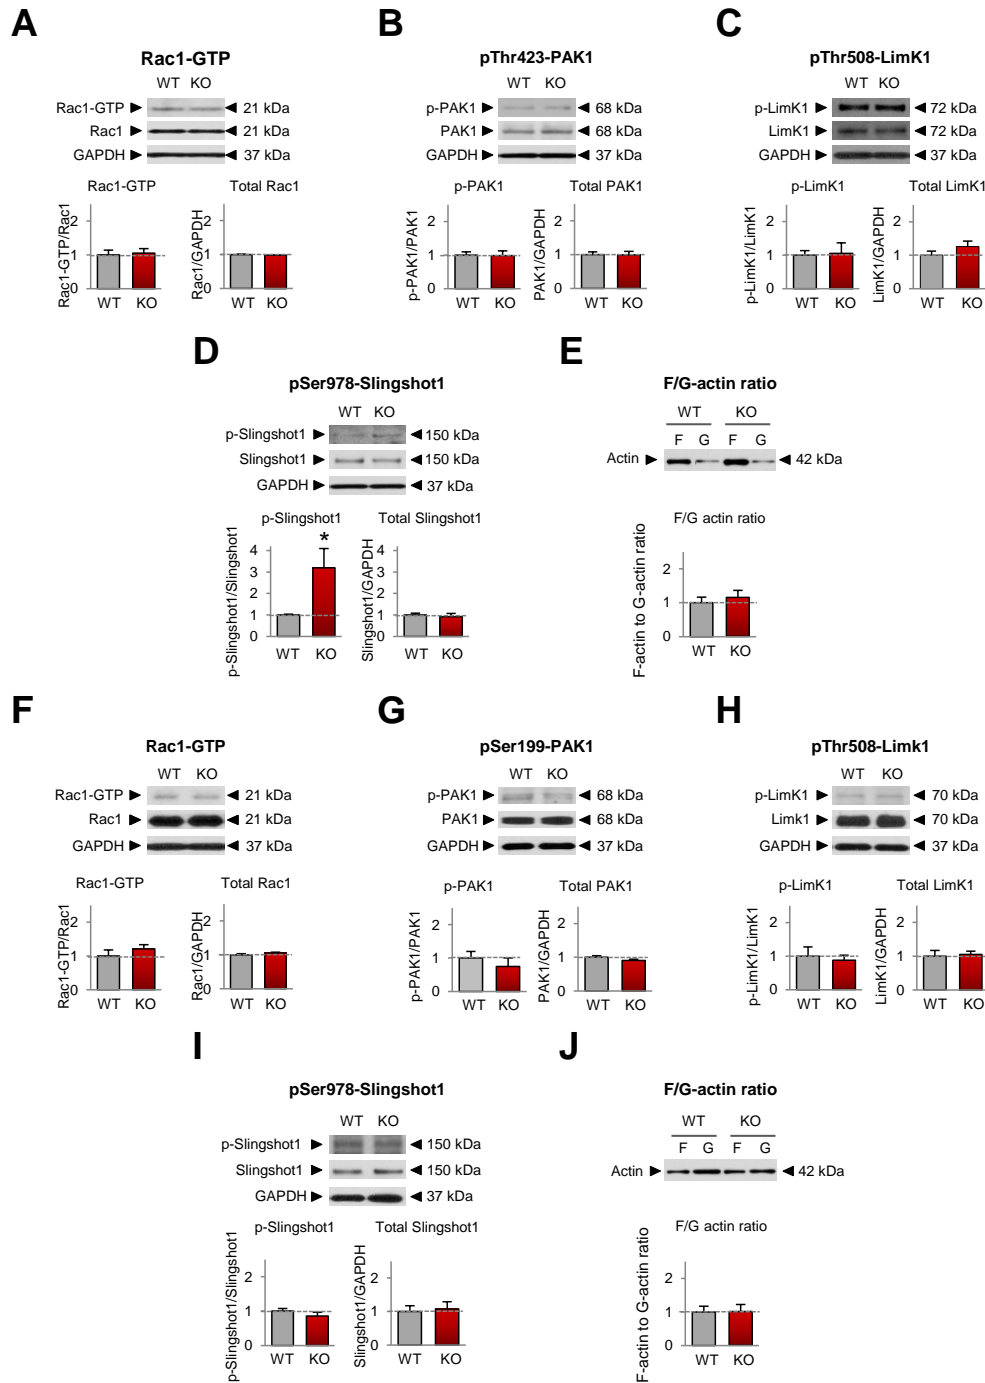 A
B
C
Rac1-GTP
pThr423-PAK1
pThr508-LimK1
WT KO
WT KO
WT KO
Rac1-GTP 21 kDa
p-PAK1 68 kDa
p-LimK1 72 kDa
Rac1 21 kDa
PAK1 68 kDa
LimK1 72 kDa
GAPDH 37 kDa
GAPDH 37 kDa
GAPDH 37 kDa
Rac1-GTP
Total Rac1
p-PAK1
Total PAK1
p-LimK1
Total LimK1
Rac1-GTP/Rac1
2
1
0
WT KO
Rac1/GAPDH
2
1
0
WT KO
p-PAK1/PAK1
2
1
0
WT KO
PAK1/GAPDH
2
1
0
WT KO
p-LimK1/LimK1
2
1
0
WT KO
LimK1/GAPDH
2
1
0
WT KO
D
E
pSer978-Slingshot1
F/G-actin ratio
WT KO
WT KO
F G F G
p-Slingshot1 150 kDa
Slingshot1 150 kDa
GAPDH 37 kDa
Actin 42 kDa
p-Slingshot1
Total Slingshot1
F/G actin ratio
p-Slingshot1/Slingshot1
4
3
2
1
0
*
WT KO
Slingshot1/GAPDH
4
3
2
1
0
WT KO
F-actin to G-actin ratio
2
1
0
WT KO
F
G
H
Rac1-GTP
pSer199-PAK1
pThr508-Limk1
WT KO
WT KO
WT KO
Rac1-GTP 21 kDa
p-PAK1 68 kDa
p-LimK1 70 kDa
Rac1 21 kDa
PAK1 68 kDa
Limk1 70 kDa
GAPDH 37 kDa
GAPDH 37 kDa
GAPDH 37 kDa
Rac1-GTP
Total Rac1
p-PAK1
Total PAK1
p-LimK1
Total LimK1
Rac1-GTP/Rac1
2
1
0
WT KO
Rac1/GAPDH
2
1
0
WT KO
p-PAK1/PAK1
2
1
0
WT KO
PAK1/GAPDH
2
1
0
WT KO
p-LimK1/LimK1
2
1
0
WT KO
LimK1/GAPDH
2
1
0
WT KO
I
J
pSer978-Slingshot1
F/G-actin ratio
WT KO
WT KO
F G F G
p-Slingshot1 150 kDa
Slingshot1 150 kDa
GAPDH 37 kDa
Actin 42 kDa
p-Slingshot1
Total Slingshot1
F/G actin ratio
p-Slingshot1/Slingshot1
2
1
0
WT KO
Slingshot1/GAPDH
2
1
0
WT KO
F-actin to G-actin ratio
2
1
0
WT KO